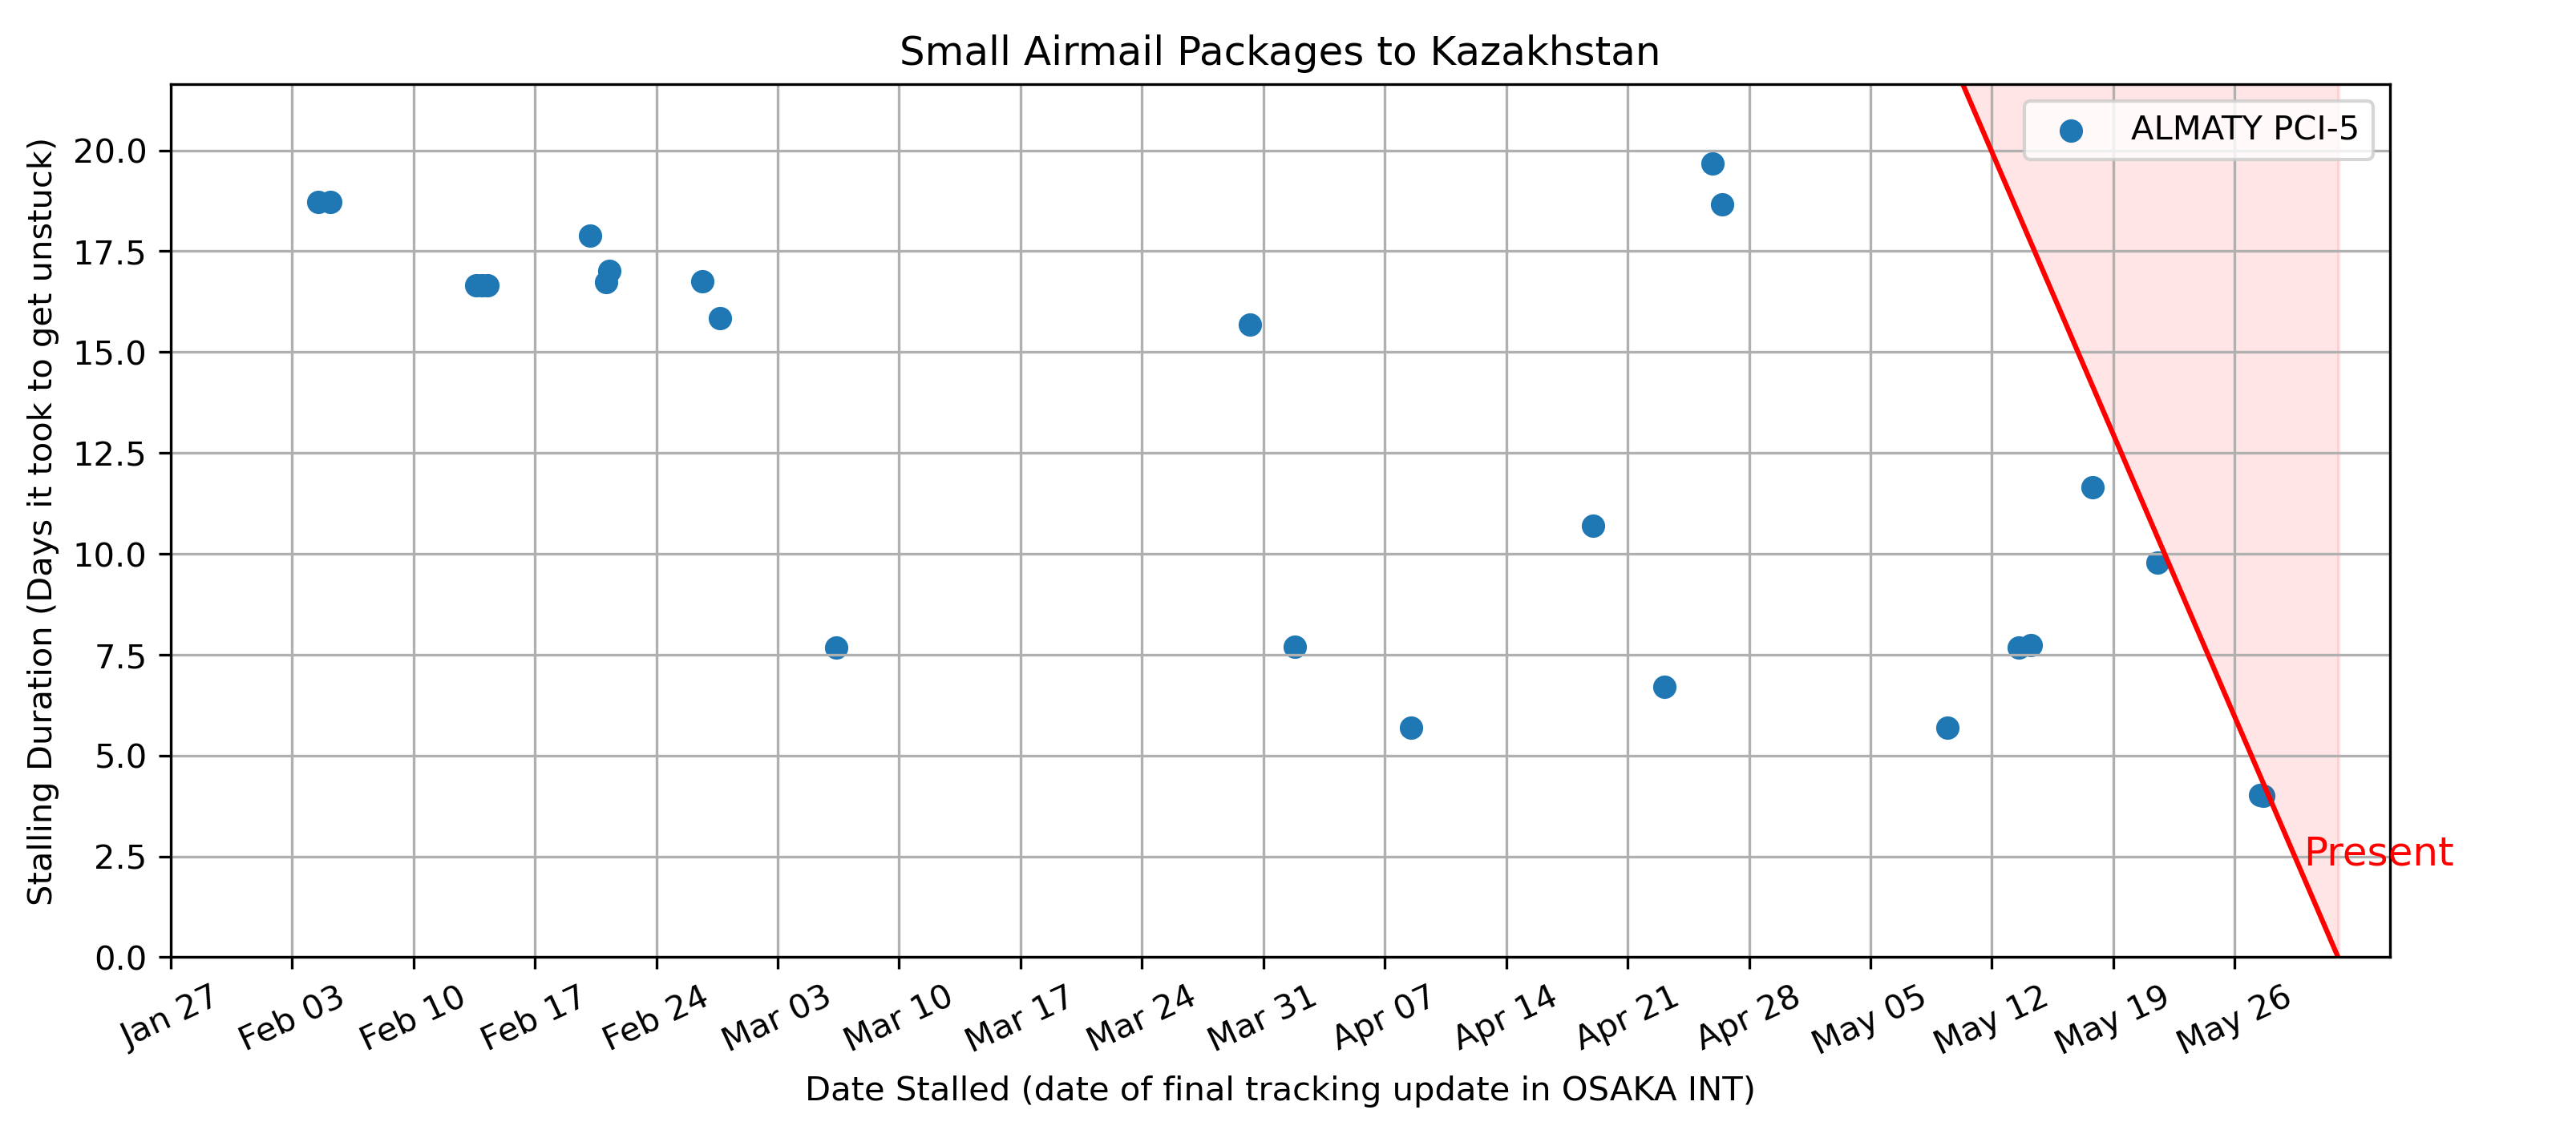 Small Airmail Packages to Kazakhstan
ALMATY PCI-5
Stalling Duration (Days it took to get unstuck)
20.0
17.5
15.0
12.5
10.0
7.5
5.0
2.5
0.0
Present
Jan 27
Feb 03
Feb 10
Feb 17
Feb 24
Mar 03
Mar 10
Mar 17
Mar 24
Mar 31
Apr 07
Apr 14
Apr 21
Apr 28
May 05
May 12
May 19
May 26
Date Stalled (date of final tracking update in OSAKA INT)